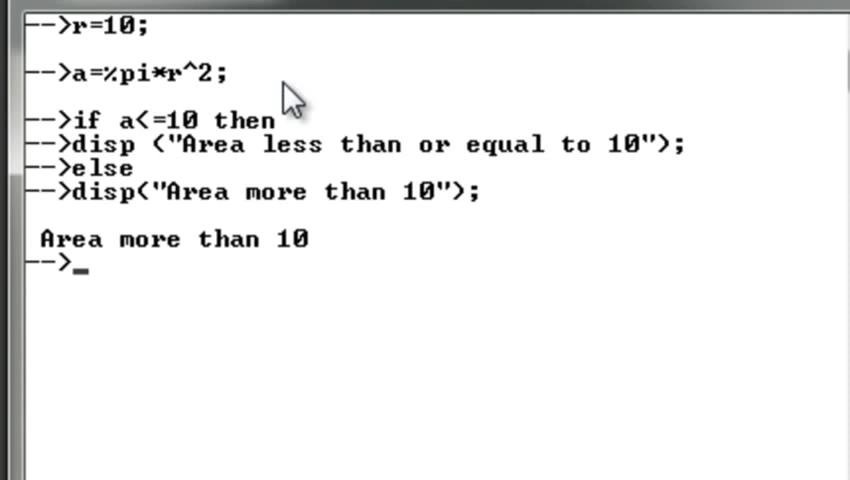 -->r=10;
-->a=%pi*r^2;
-->if a<=10 then
-->disp ("Area less than or equal to 10");
-->else
-->disp("Area more than 10");
Area more than 10
-->_